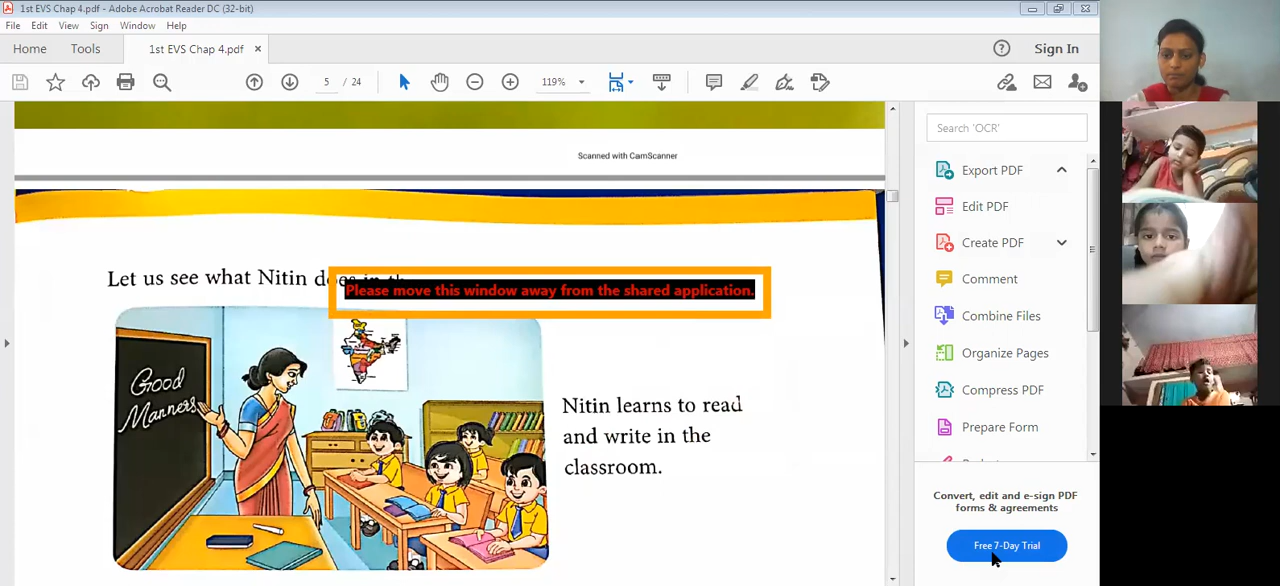 1st EVS Chap 4.pdf - Adobe Acrobat Reader DC (32-bit)
File Edit View Sign Window Help
Home Tools 1st EVS Chap 4.pdf × Sign In
5 / 24 119%
Scanned with CamScanner
Search 'OCR'
Export PDF
Edit PDF
Create PDF
Comment
Combine Files
Organize Pages
Compress PDF
Prepare Form
Convert, edit and e-sign PDF
forms & agreements
Free 7-Day Trial
Let us see what Nitin does in
Please move this window away from the shared application.
Good
Manners
Nitin learns to read
and write in the
classroom.